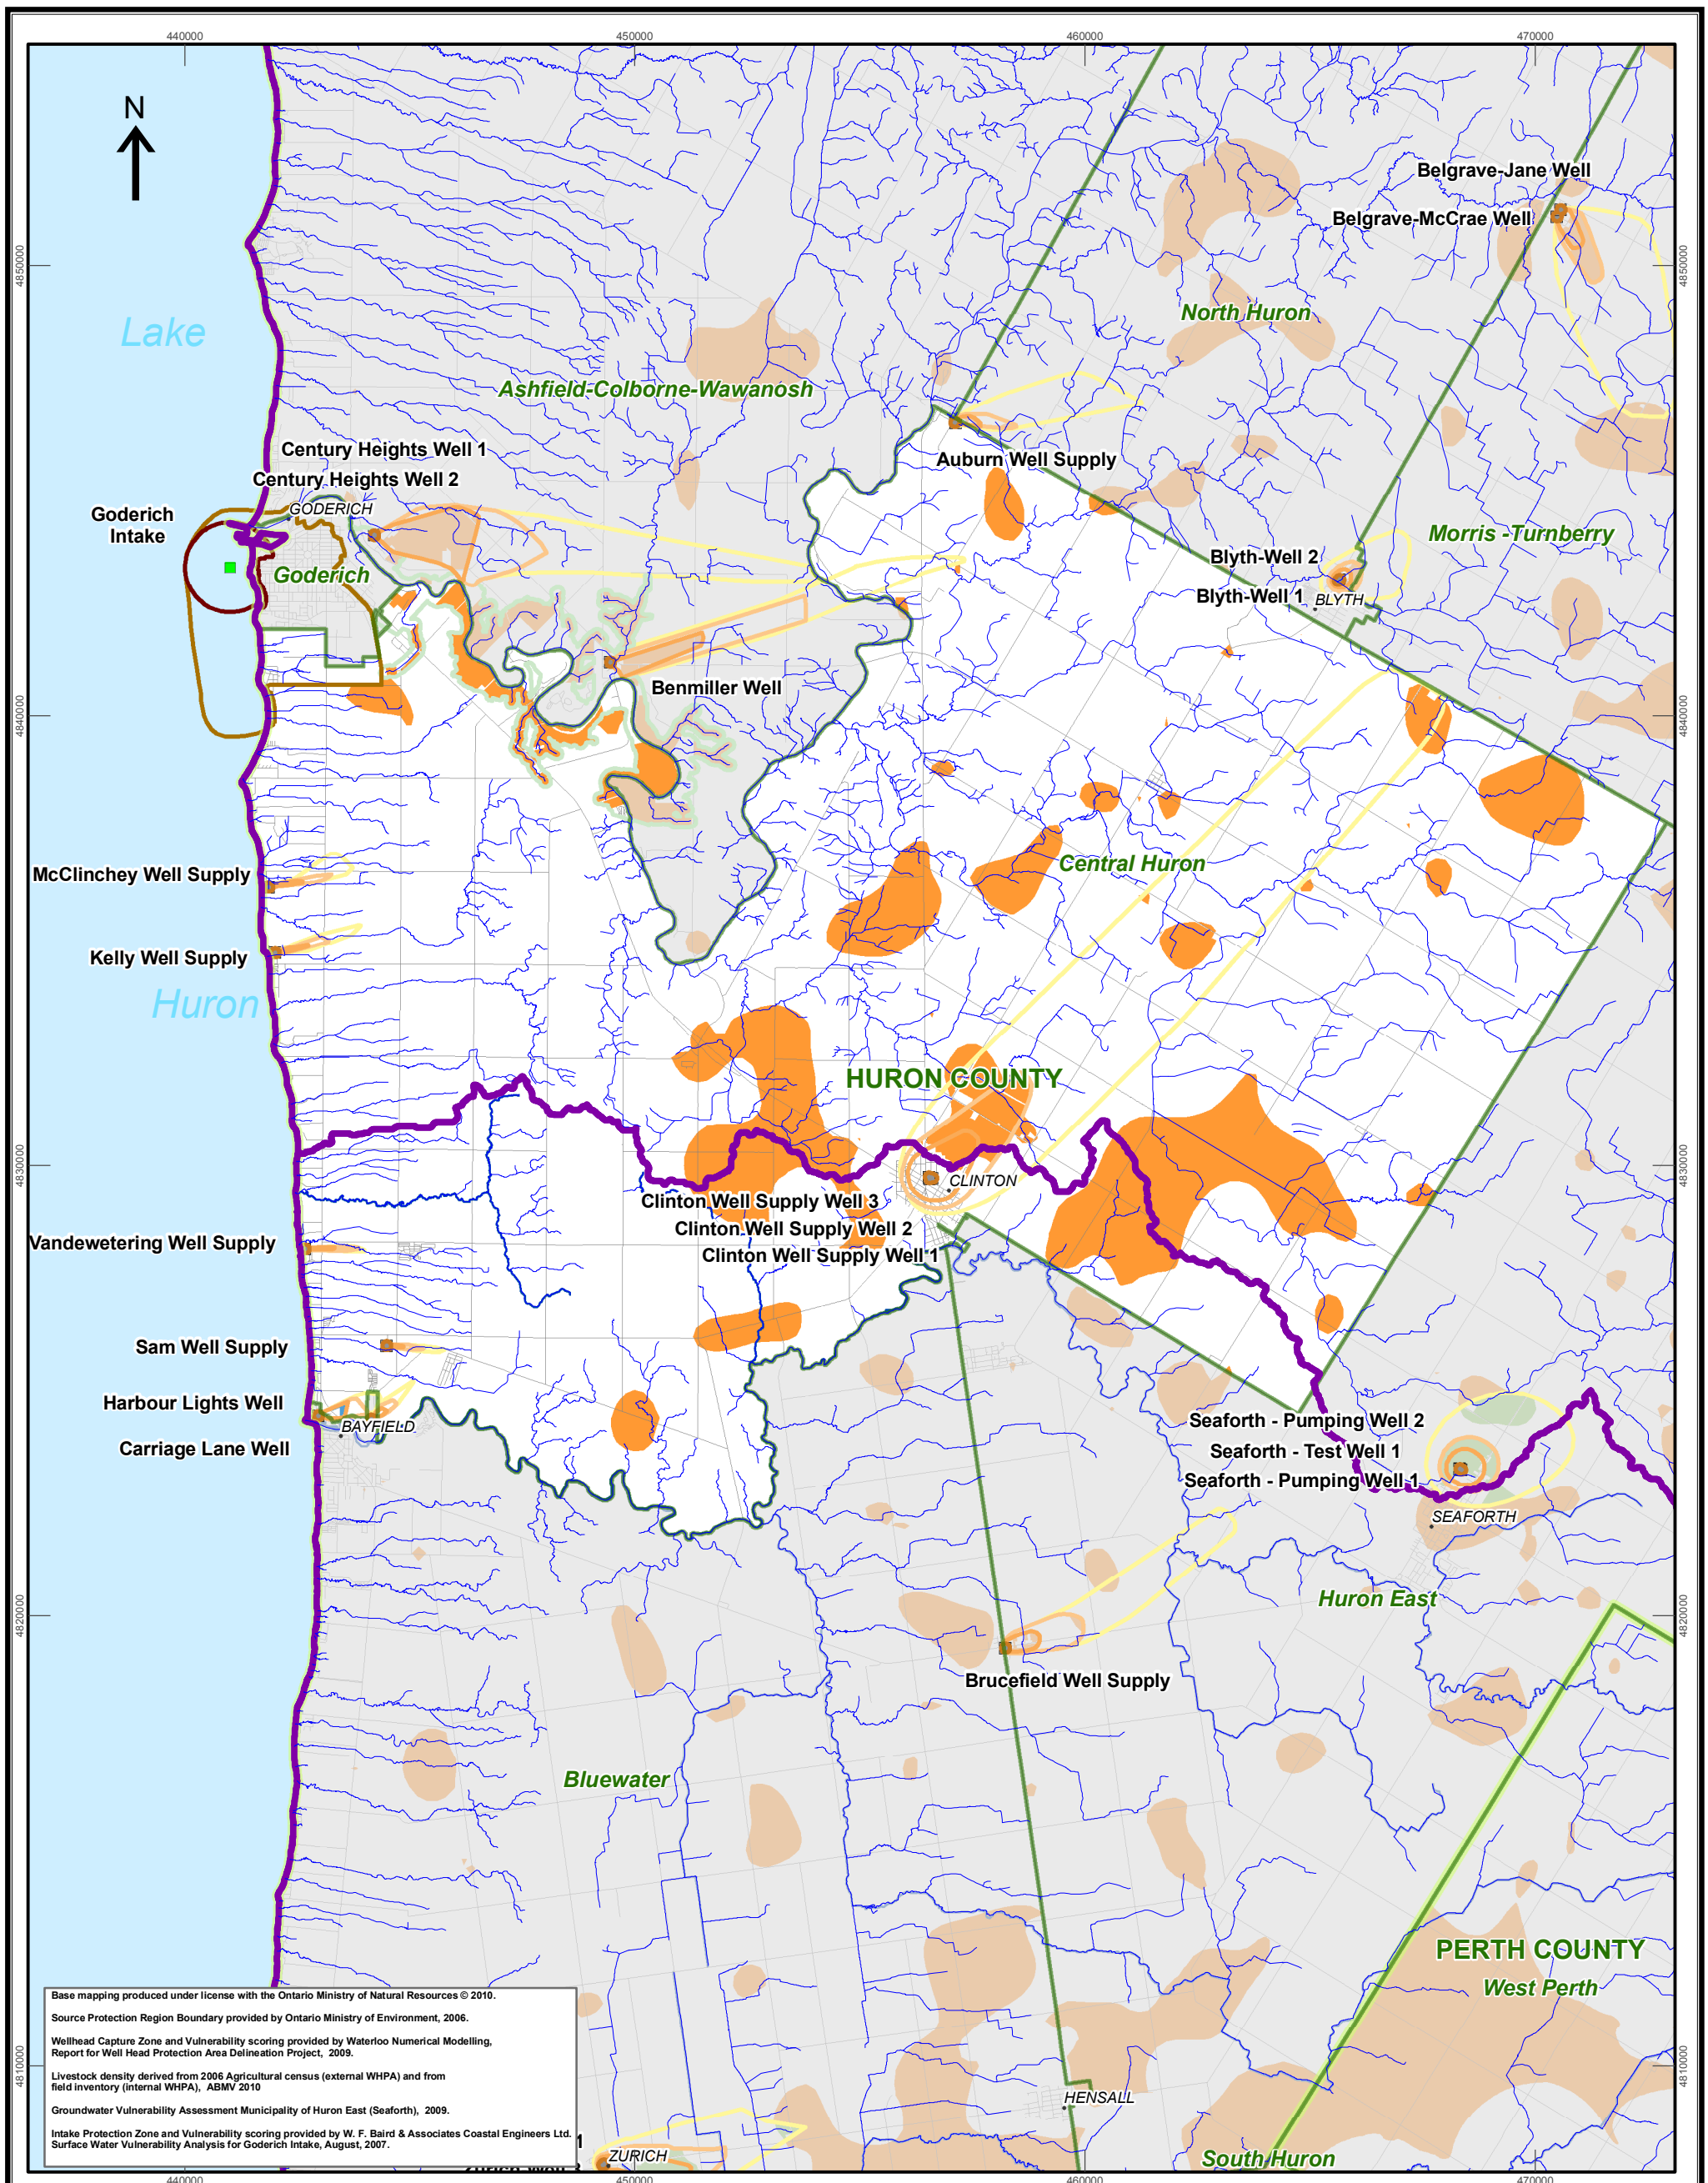 440000
450000
460000
470000
N
Belgrave-Jane Well
Belgrave-McCrae Well
4850000
4850000
Lake
North Huron
Ashfield-Colborne-Wawanosh
Century Heights Well 1
Auburn Well Supply
Century Heights Well 2
GODERICH
Goderich
Intake
Morris -Turnberry
Blyth-Well 2
Goderich
Blyth-Well 1
BLYTH
Benmiller Well
4840000
4840000
Central Huron
McClinchey Well Supply
Kelly Well Supply
Huron
HURON COUNTY
4830000
4830000
CLINTON
Clinton Well Supply Well 3
Clinton Well Supply Well 2
Vandewetering Well Supply
Clinton Well Supply Well 1
Sam Well Supply
Harbour Lights Well
BAYFIELD
Seaforth - Pumping Well 2
Carriage Lane Well
Seaforth - Test Well 1
Seaforth - Pumping Well 1
SEAFORTH
Huron East
4820000
4820000
Brucefield Well Supply
Bluewater
PERTH COUNTY
West Perth
Base mapping produced under license with the Ontario Ministry of Natural Resources © 2010.
Source Protection Region Boundary provided by Ontario Ministry of Environment, 2006.
Wellhead Capture Zone and Vulnerability scoring provided by Waterloo Numerical Modelling,
Report for Well Head Protection Area Delineation Project, 2009.
4810000
4810000
Livestock density derived from 2006 Agricultural census (external WHPA) and from
field inventory (internal WHPA), ABMV 2010
HENSALL
Groundwater Vulnerability Assessment Municipality of Huron East (Seaforth), 2009.
Intake Protection Zone and Vulnerability scoring provided by W. F. Baird & Associates Coastal Engineers Ltd.
Surface Water Vulnerability Analysis for Goderich Intake, August, 2007.
1
ZURICH
South Huron
440000
450000
460000
470000